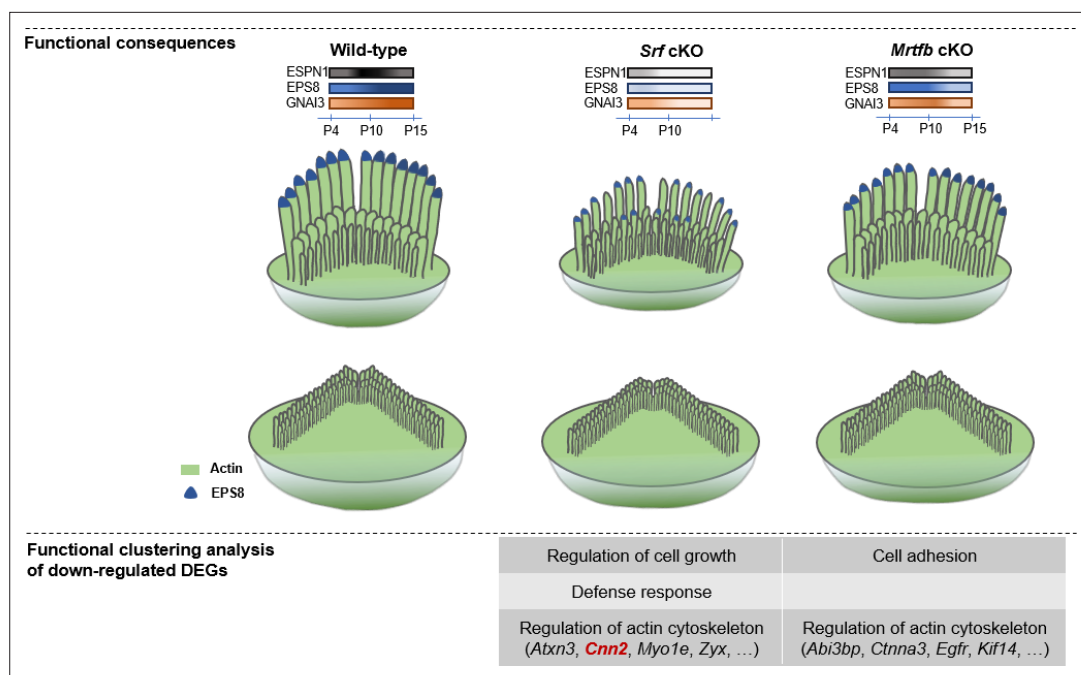 Functional consequences
Wild-type
Srf cKO
Mrtfb cKO
ESPN1
EPS8
GNAI3
P4 P10 P15
ESPN1
EPS8
GNAI3
P4 P10
ESPN1
EPS8
GNAI3
P4 P10 P15
Actin
EPS8
Functional clustering analysis
of down-regulated DEGs
Regulation of cell growth
Cell adhesion
Defense response
Regulation of actin cytoskeleton
(Atxn3, Cnn2, Myo1e, Zyx, …)
Regulation of actin cytoskeleton
(Abi3bp, Ctnna3, Egfr, Kif14, …)